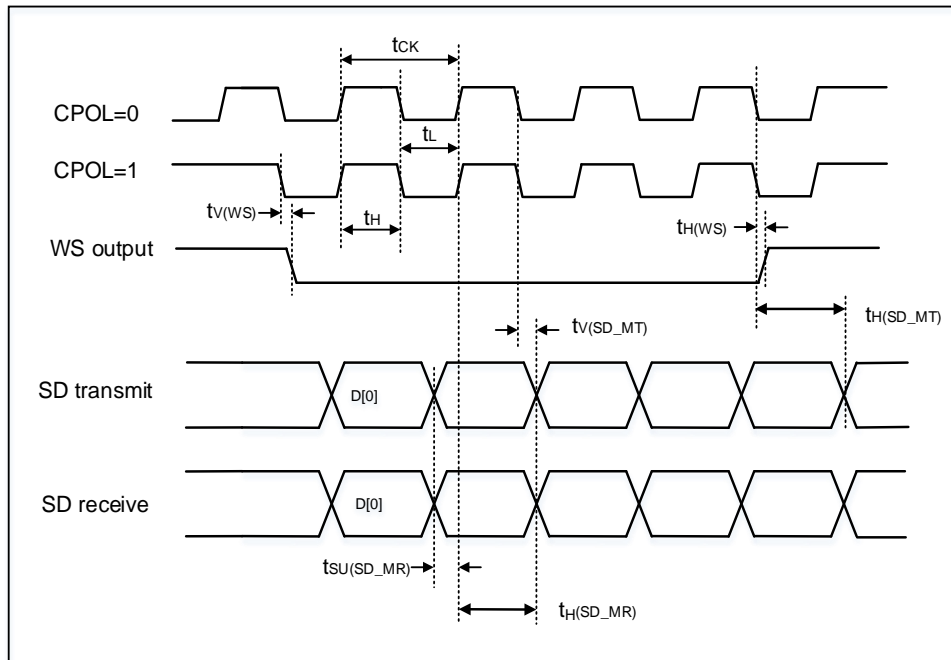 tCK
CPOL=0
tL
CPOL=1
tV(WS)
tH
tH(WS)
WS output
tV(SD_MT)
tH(SD_MT)
SD transmit
D[0]
SD receive
D[0]
tSU(SD_MR)
tH(SD_MR)